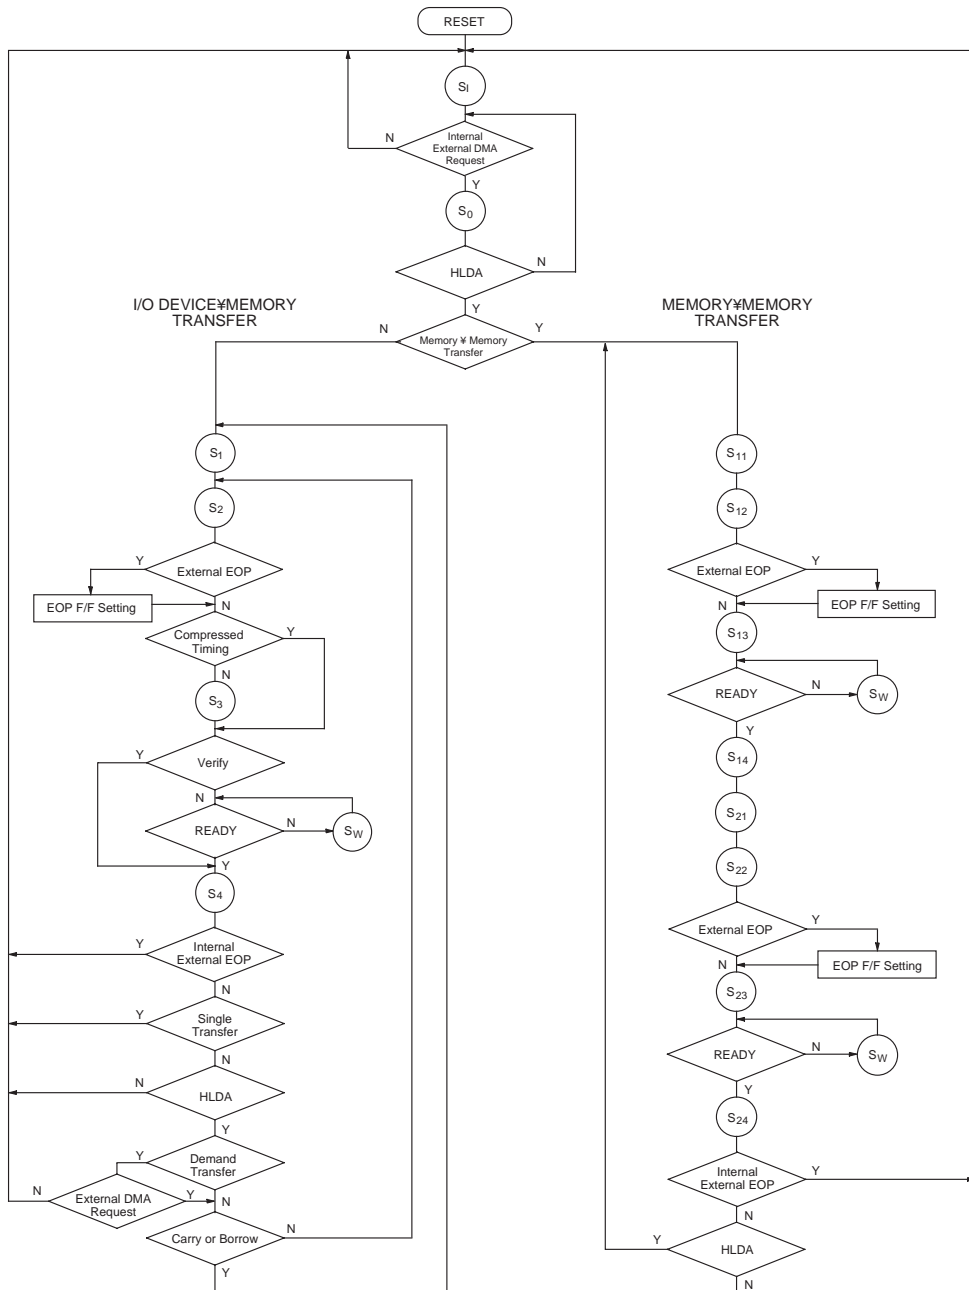 RESET
SI
N
Internal
External DMA
Request
Y
S0
HLDA
N
Y
I/O DEVICE¥MEMORY
TRANSFER
MEMORY¥MEMORY
TRANSFER
N
Memory ¥ Memory
Transfer
Y
S1
S2
Y
External EOP
EOP F/F Setting
N
Compressed
Timing
Y
N
S3
Y
Verify
N
READY
N
SW
Y
S4
Y
Internal
External EOP
N
Y
Single
Transfer
N
N
HLDA
Y
Y
Demand
Transfer
N
External DMA
Request
Y
N
Carry or Borrow
N
Y
S11
S12
External EOP
Y
N
EOP F/F Setting
S13
READY
N
SW
Y
S14
S21
S22
External EOP
Y
N
EOP F/F Setting
S23
READY
N
SW
Y
S24
Internal
External EOP
Y
N
Y
HLDA
N